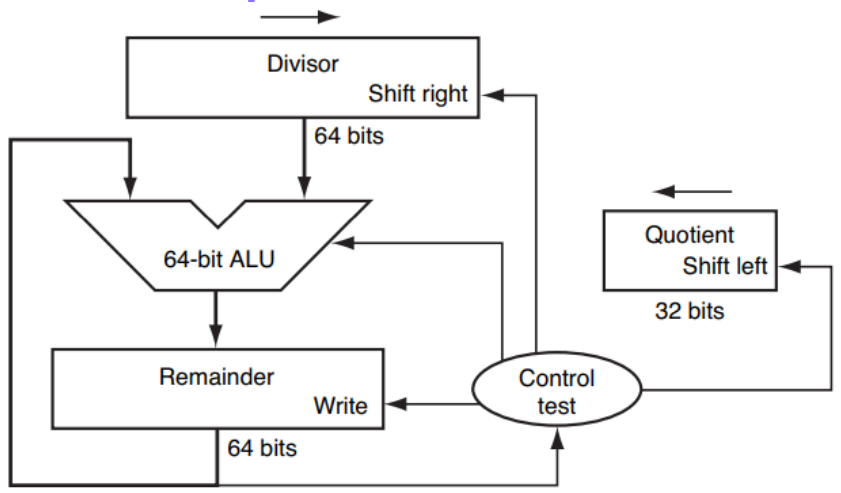 Divisor
Shift right
64 bits
64-bit ALU
Quotient
Shift left
32 bits
Remainder
Write
Control
test
64 bits